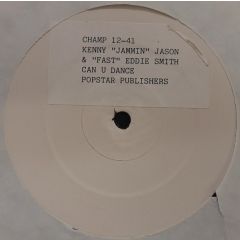 CHAMP 12-41
KENNY "JAMMIN" JASON
& "FAST" EDDIE SMITH
CAN U DANCE
POPSTAR PUBLISHERS